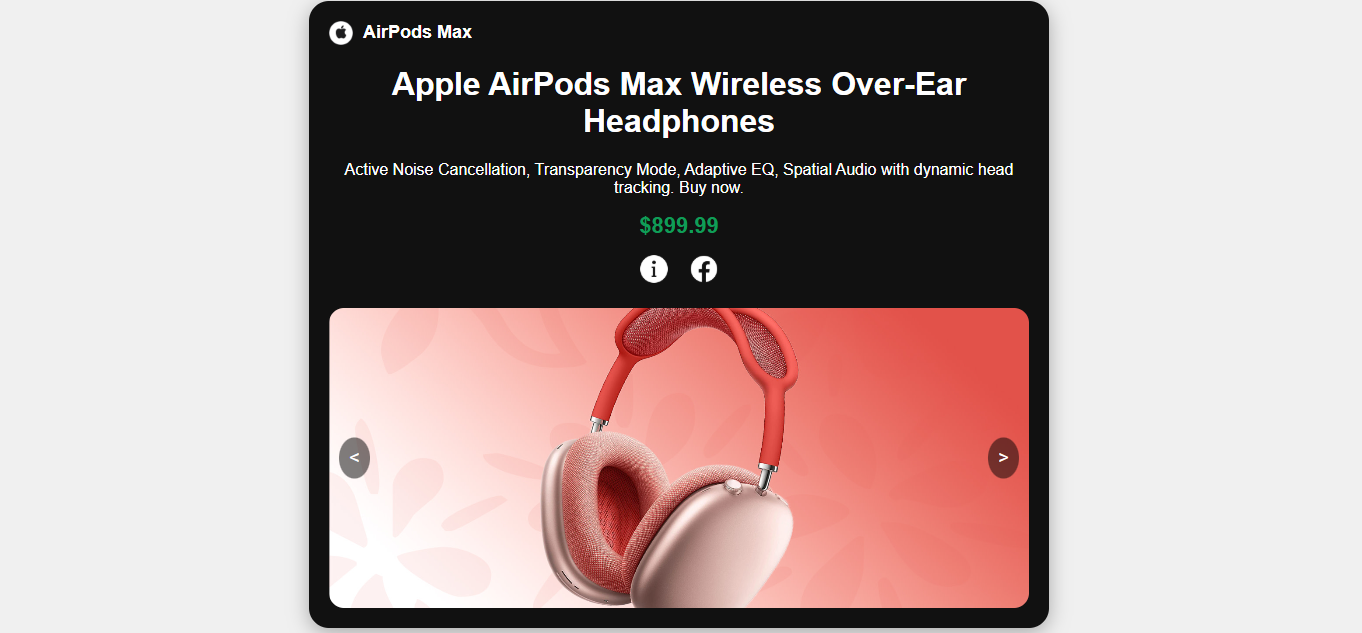 AirPods Max
Apple AirPods Max Wireless Over-Ear
Headphones
Active Noise Cancellation, Transparency Mode, Adaptive EQ, Spatial Audio with dynamic head
tracking. Buy now.
$899.99
i f
< >